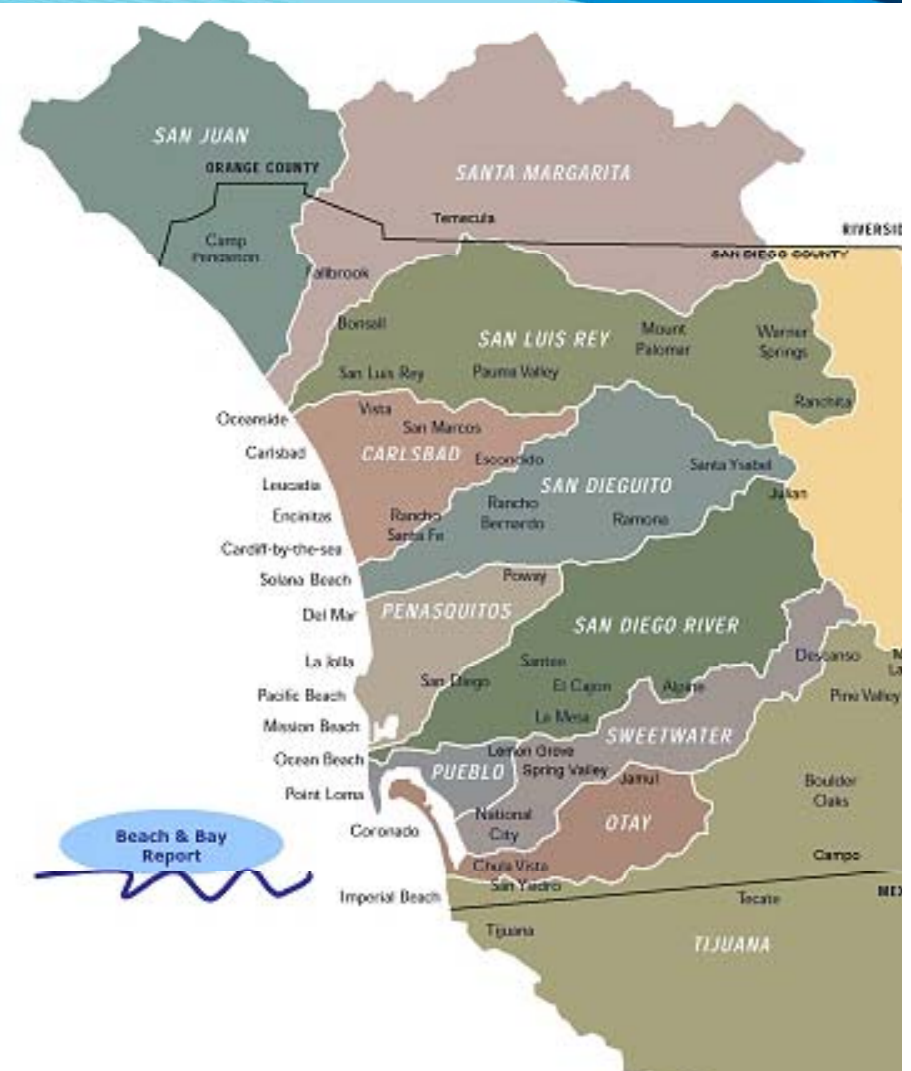 SAN JUAN
ORANGE COUNTY
SANTA MARGARITA
Temecula
RIVERSID
SAN DIEGO COUNTY
Camp
Pendleton
Fallbrook
Bonsall
SAN LUIS REY
Mount
Palomar
Warner
Springs
San Luis Rey
Pauma Valley
Ranchita
Oceanside
Vista
San Marcos
Carlsbad
CARLSBAD
Escondido
Santa Ysabel
Leucadia
SAN DIEGUITO
Julian
Encinitas
Rancho
Santa Fe
Rancho
Bernardo
Ramona
Cardiff-by-the-sea
Solana Beach
Poway
Del Mar
PENASQUITOS
SAN DIEGO RIVER
La Jolla
Santee
Descanso
San Diego
El Cajon
Alpine
Pacific Beach
Pine Valley
Mission Beach
La Mesa
SWEETWATER
Ocean Beach
Lemon Grove
PUEBLO
Spring Valley
Jamul
Boulder
Oaks
Point Loma
National
City
OTAY
Coronado
Beach & Bay
Report
Chula Vista
Campo
San Ysidro
Imperial Beach
Tecate
MEX
Tijuana
TIJUANA